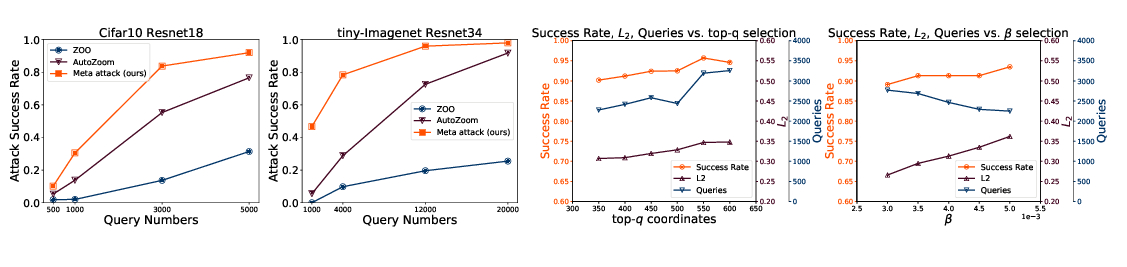 Cifar10 Resnet18
Attack Success Rate
1.0
0.8
0.6
0.4
0.2
0.0
500 1000 3000 5000
Query Numbers
ZOO
AutoZoom
Meta attack (ours)
tiny-Imagenet Resnet34
Attack Success Rate
1.0
0.8
0.6
0.4
0.2
0.0
1000 4000 12000 20000
Query Numbers
ZOO
AutoZoom
Meta attack (ours)
Success Rate, L2, Queries vs. top-q selection
Success Rate
1.00
0.95
0.90
0.85
0.80
0.75
0.70
0.65
0.60
300 350 400 450 500 550 600 650
top-q coordinates
0.60
0.55
0.50
0.45
0.40
0.35
0.30
0.25
0.20
L2
4000
3500
3000
2500
2000
1500
1000
500
0
Queries
Success Rate
L2
Queries
Success Rate, L2, Queries vs. β selection
Success Rate
1.00
0.95
0.90
0.85
0.80
0.75
0.70
0.65
0.60
2.5 3.0 3.5 4.0 4.5 5.0 5.5
1e−3
β
0.60
0.55
0.50
0.45
0.40
0.35
0.30
0.25
0.20
L2
4000
3500
3000
2500
2000
1500
1000
500
0
Queries
Success Rate
L2
Queries